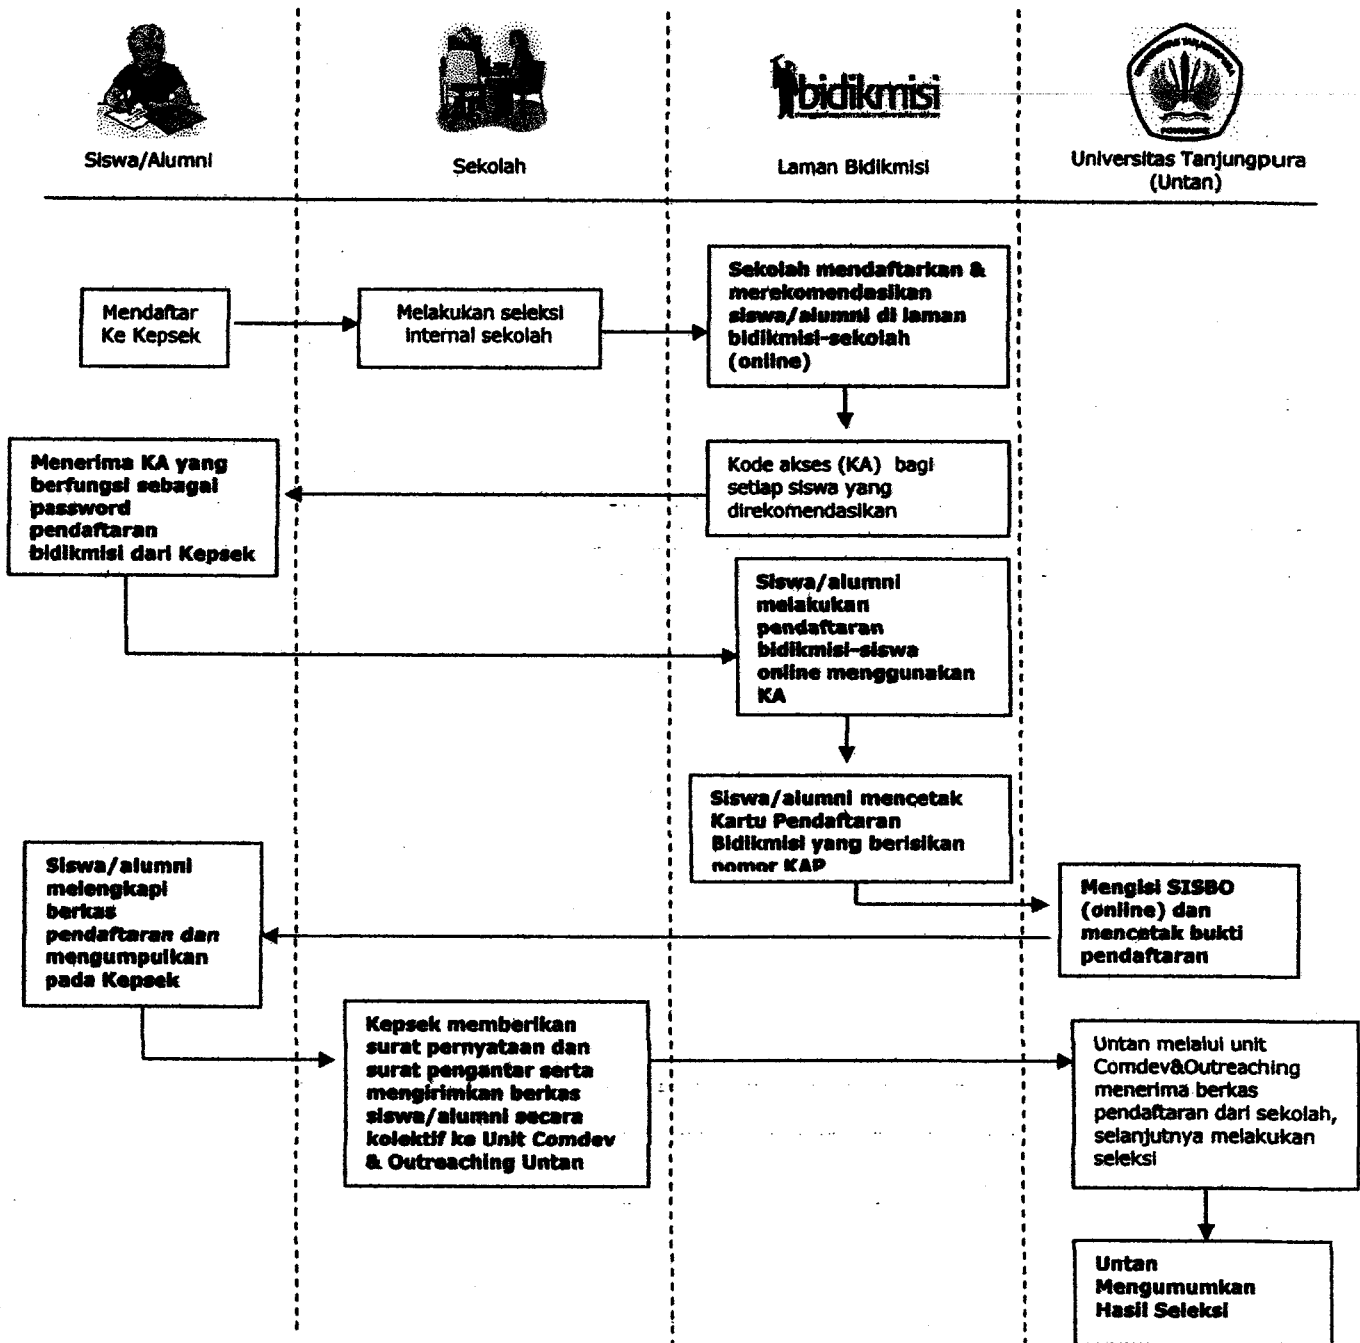 Siswa/Alumni
Sekolah
bidikmisi
Laman Bidikmisi
UNIVERSITAS TANJUNGPURA
PONTIANAK
Universitas Tanjungpura
(Untan)
Mendaftar
Ke Kepsek
Melakukan seleksi
internal sekolah
Sekolah mendaftarkan &
merekomendasikan
siswa/alumni di laman
bidikmisi-sekolah
(online)
Menerima KA yang
berfungsi sebagai
password
pendaftaran
bidikmisi dari Kepsek
Kode akses (KA) bagi
setiap siswa yang
direkomendasikan
Siswa/alumni
melakukan
pendaftaran
bidikmisi-siswa
online menggunakan
KA
Siswa/alumni mencetak
Kartu Pendaftaran
Bidikmisi yang berisikan
nomor KAP
Siswa/alumni
melengkapi
berkas
pendaftaran dan
mengumpulkan
pada Kepsek
Mengisi SISBO
(online) dan
mencetak bukti
pendaftaran
Kepsek memberikan
surat pernyataan dan
surat pengantar serta
mengirimkan berkas
siswa/alumni secara
kolektif ke Unit Comdev
& Outreaching Untan
Untan melalui unit
Comdev&Outreaching
menerima berkas
pendaftaran dari sekolah,
selanjutnya melakukan
seleksi
Untan
Mengumumkan
Hasil Seleksi